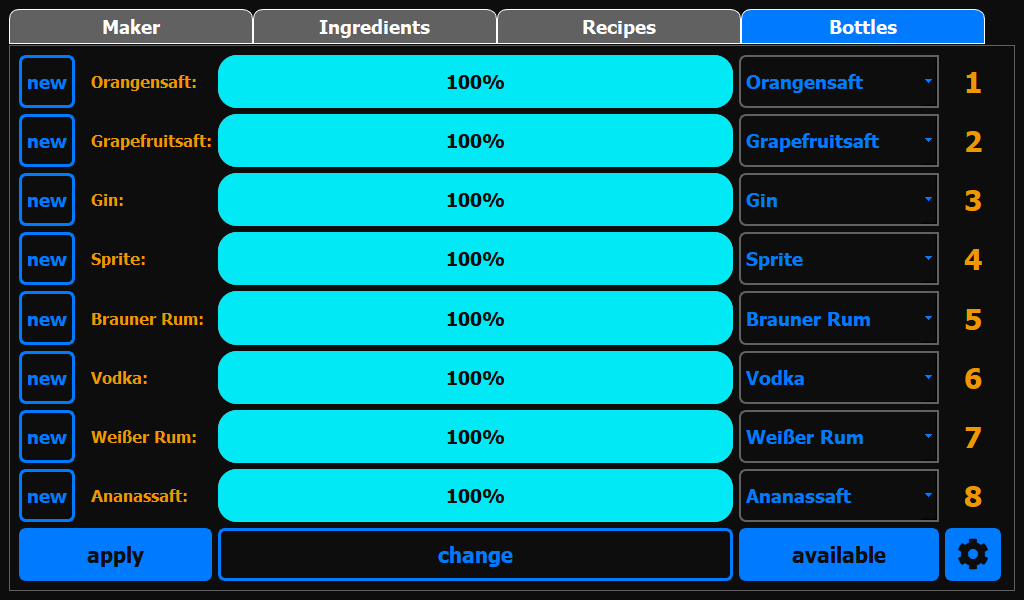 Maker Ingredients Recipes Bottles
new Orangensaft: 100% Orangensaft 1
new Grapefruitsaft: 100% Grapefruitsaft 2
new Gin: 100% Gin 3
new Sprite: 100% Sprite 4
new Brauner Rum: 100% Brauner Rum 5
new Vodka: 100% Vodka 6
new Weißer Rum: 100% Weißer Rum 7
new Ananassaft: 100% Ananassaft 8
apply change available